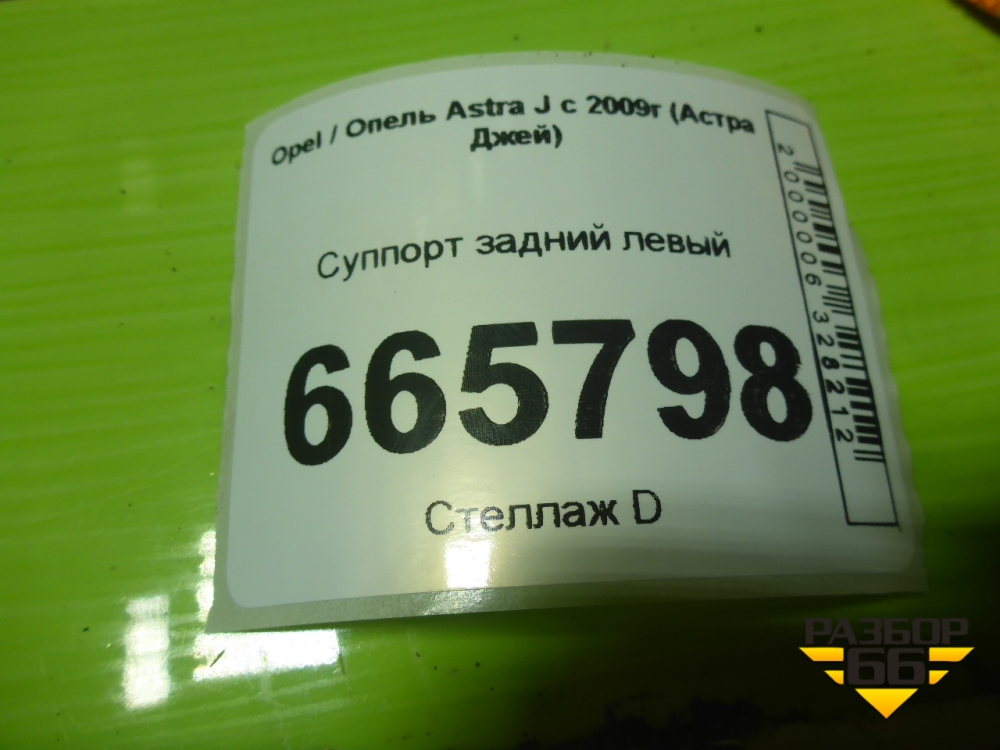 Opel / Опель Astra J с 2009г (Астра
Джей)
Суппорт задний левый
665798
Стеллаж D
2000006328212
РАЗБОР
66